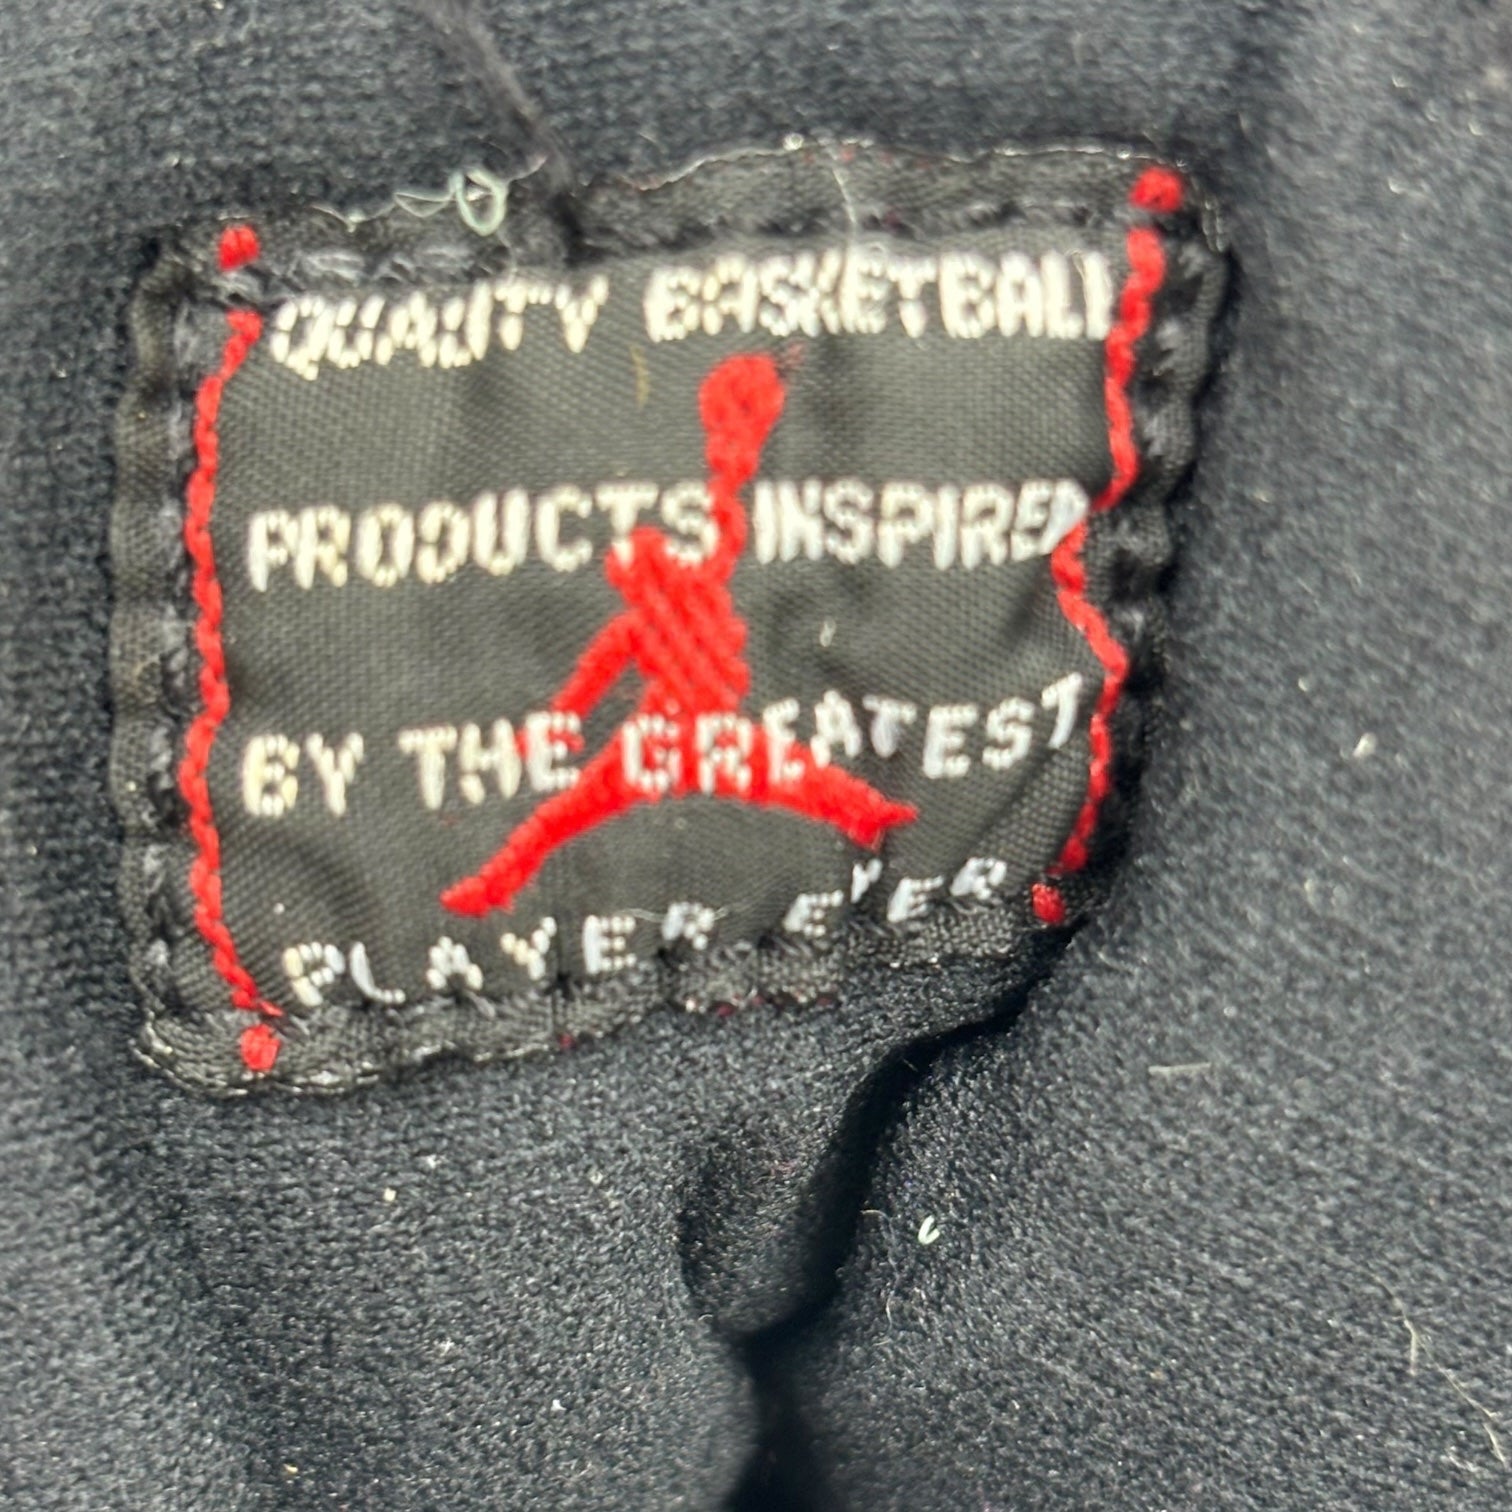 QUALITY BASKETBALL
PRODUCTS INSPIRED
BY THE GREATEST
PLAYER EVER